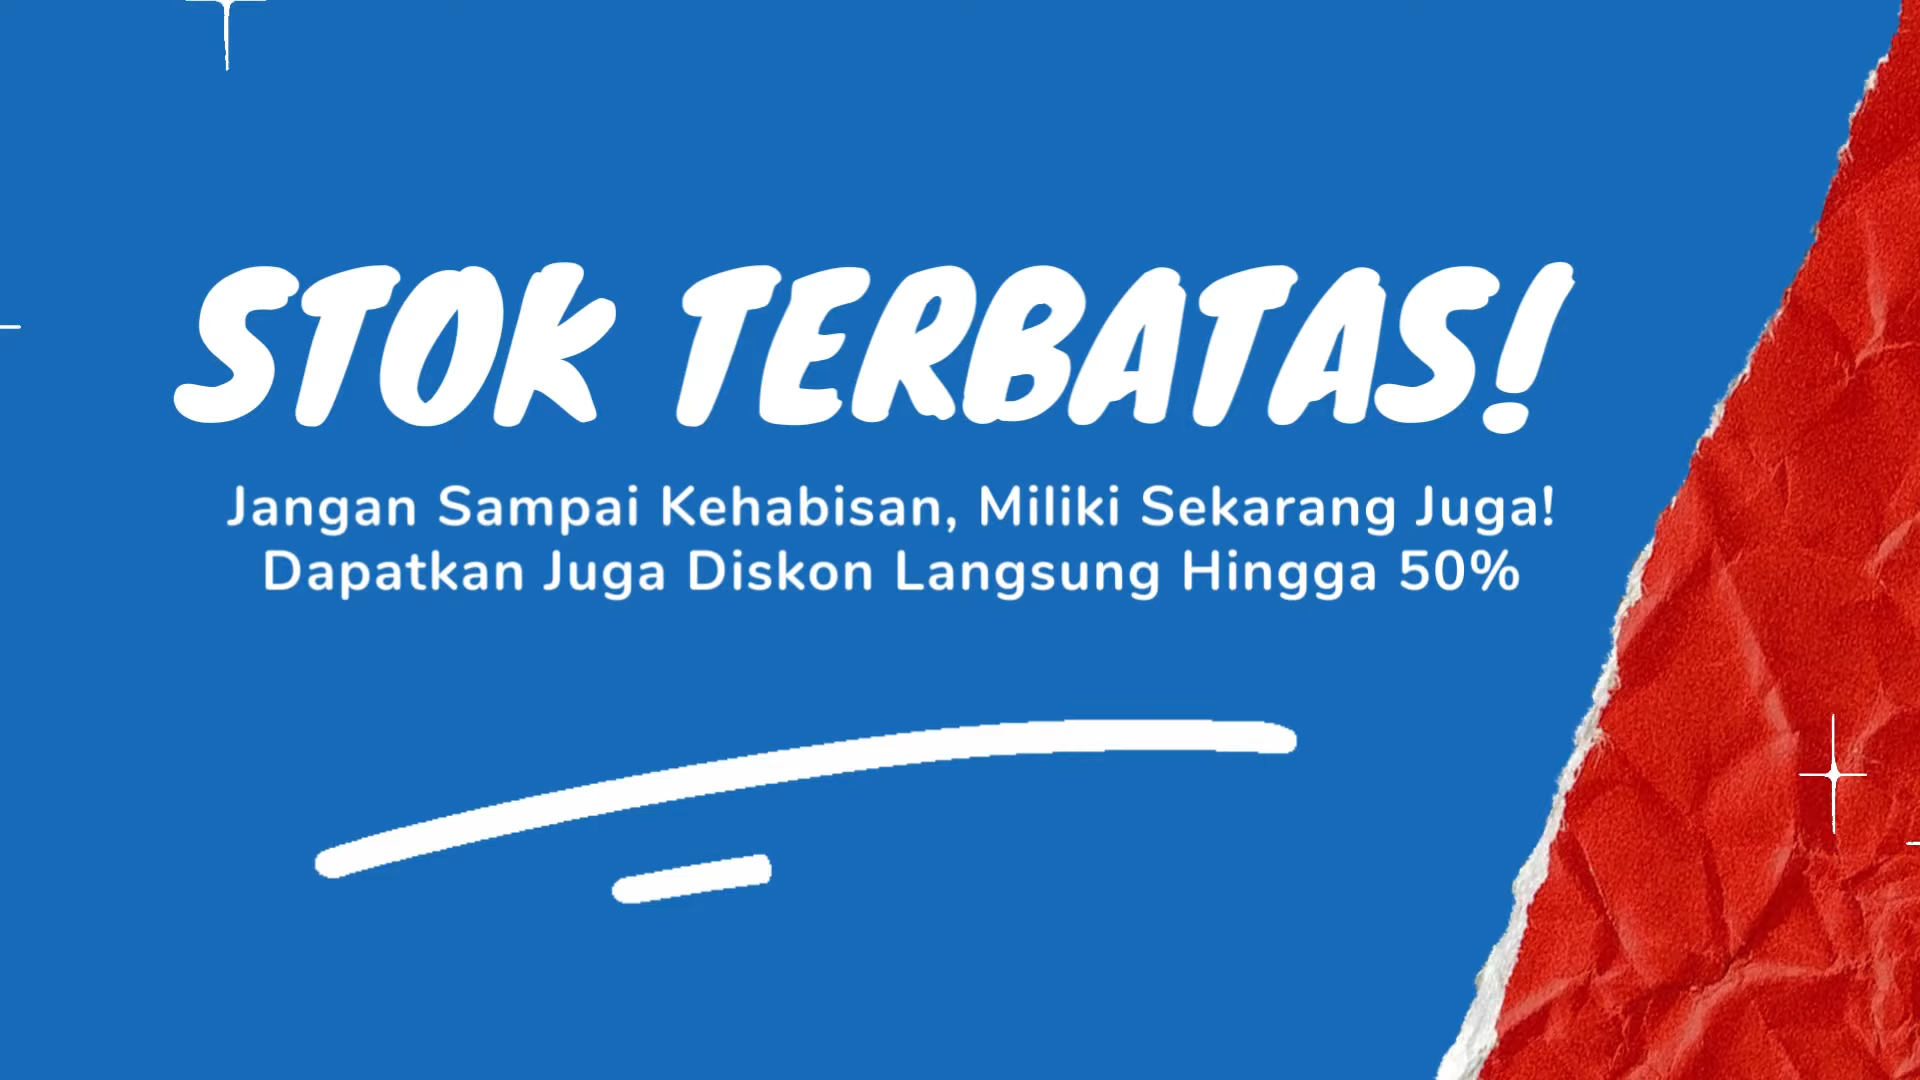 STOK TERBATAS!
Jangan Sampai Kehabisan, Miliki Sekarang Juga!
Dapatkan Juga Diskon Langsung Hingga 50%